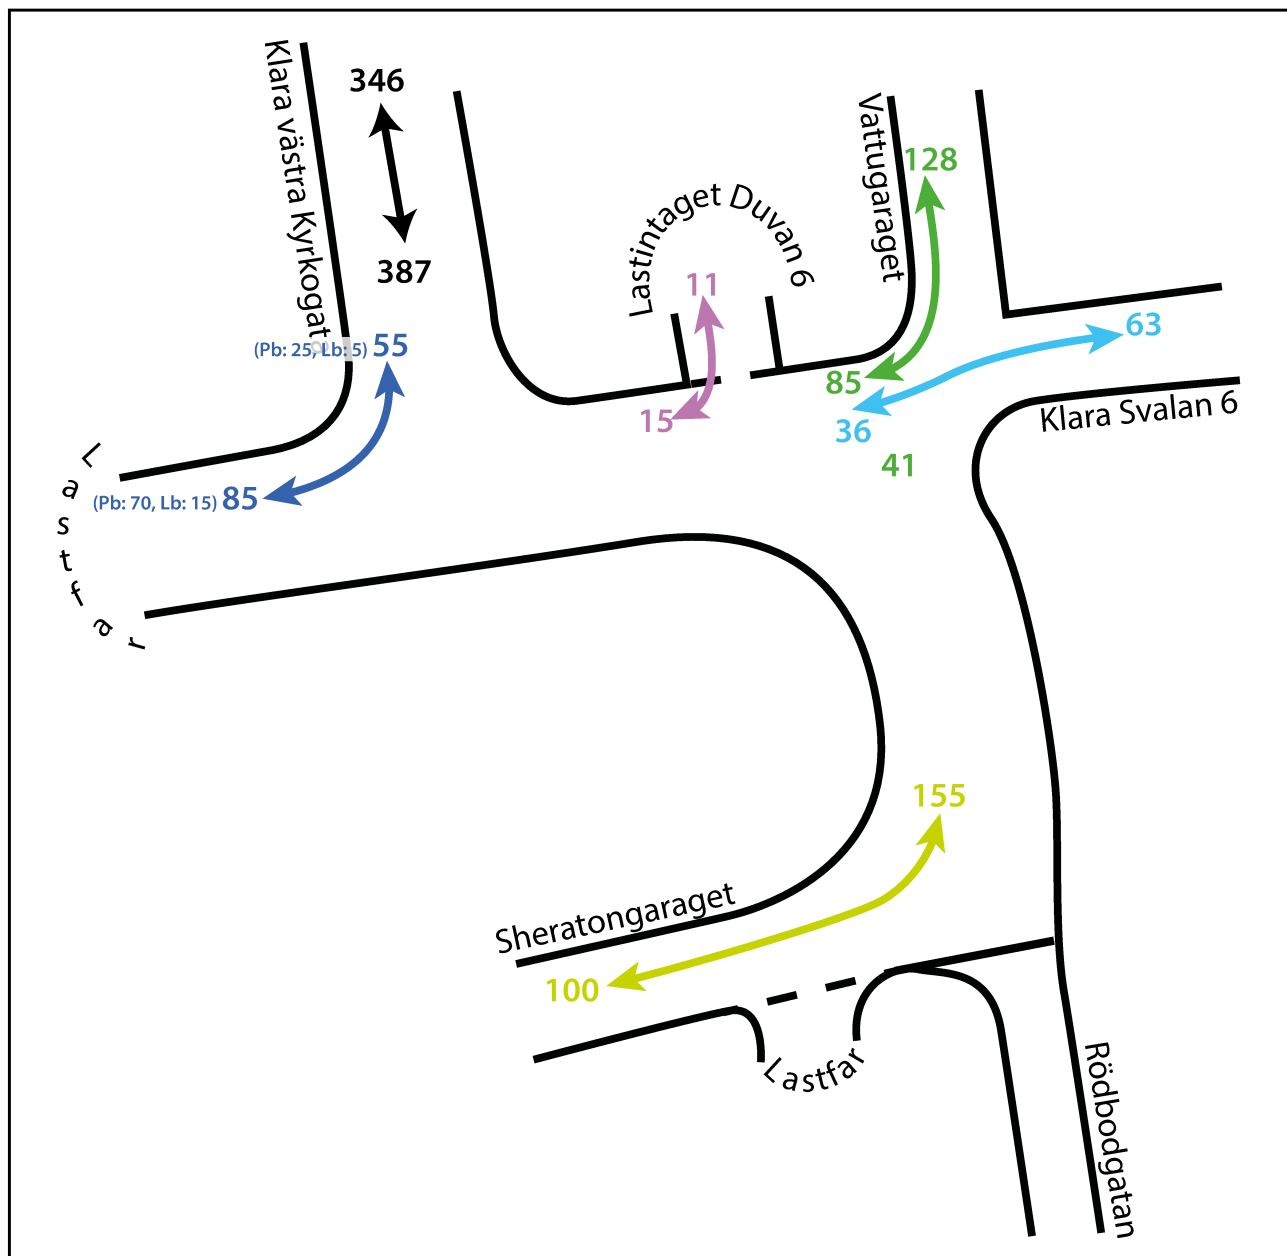 Klara västra Kyrkogata
346
387
Vattugaraget
128
Lastintaget Duvan 6
11
15
(Pb: 25, Lb: 5) 55
85
63
36
41
Klara Svalan 6
Lastfar
(Pb: 70, Lb: 15) 85
155
Sheratongaraget
100
Lastfar
Rödbodgatan